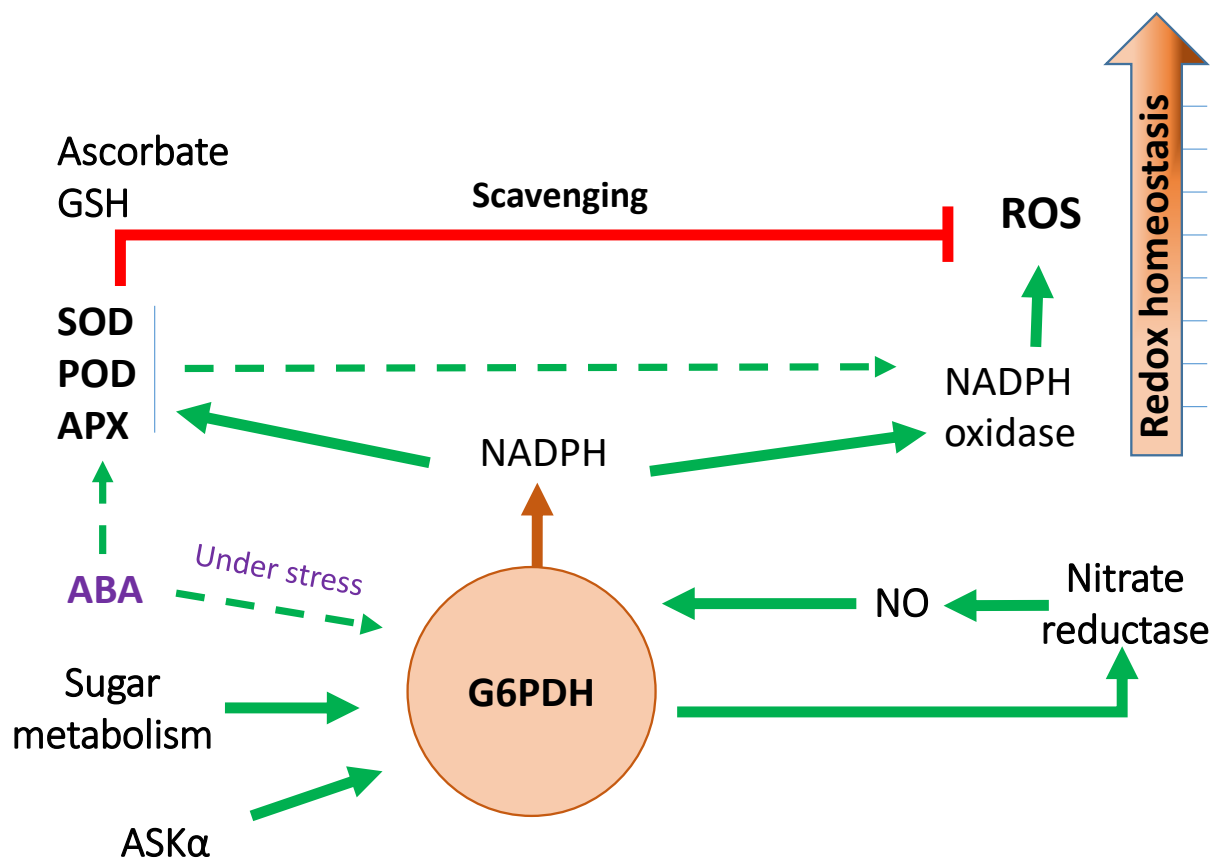 Ascorbate
GSH
Scavenging
ROS
Redox homeostasis
SOD
POD
APX
NADPH
oxidase
NADPH
ABA
Under stress
NO
Nitrate
reductase
Sugar
metabolism
G6PDH
ASKα